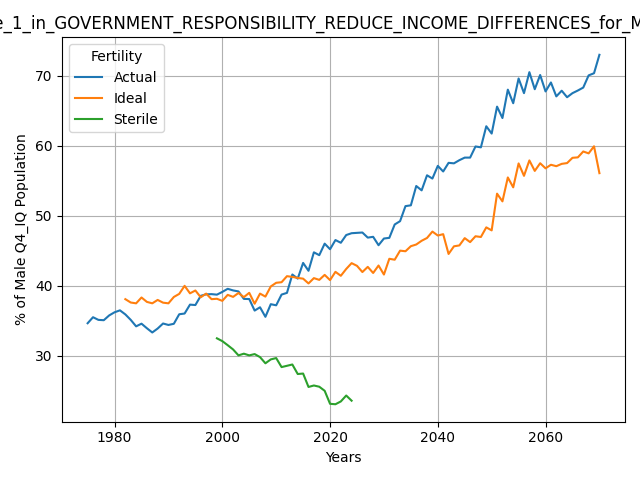 e_1_in_GOVERNMENT_RESPONSIBILITY_REDUCE_INCOME_DIFFERENCES_for_M
Fertility
Actual
Ideal
Sterile
% of Male Q4_IQ Population
70
60
50
40
30
1980
2000
2020
2040
2060
Years